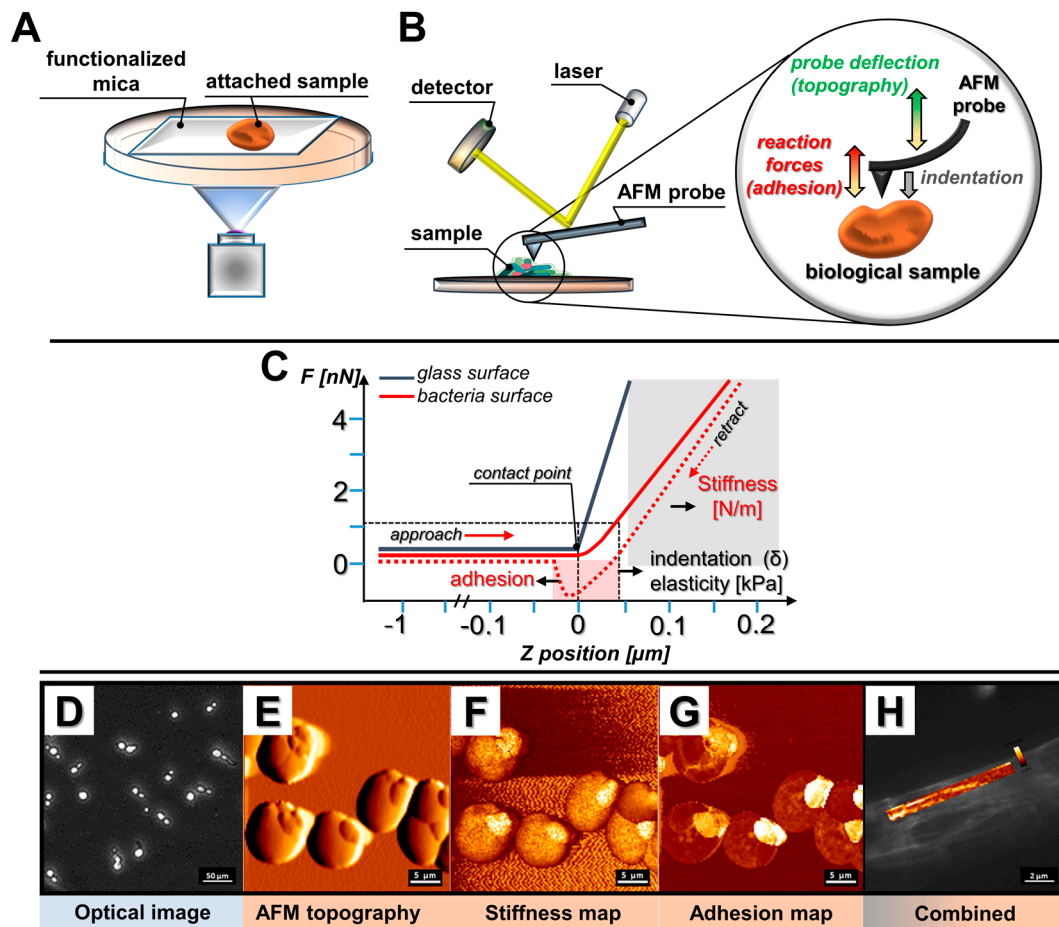 A
functionalized
mica
attached sample
B
detector
laser
AFM probe
sample
probe deflection
(topography)
AFM
probe
reaction
forces
(adhesion)
indentation
biological sample
C
F [nN]
glass surface
bacteria surface
4
2
0
contact point
approach
retract
Stiffness
[N/m]
adhesion
indentation (δ)
elasticity [kPa]
-1
-0.1
0
0.1
0.2
Z position [µm]
D
E
F
G
H
50 µm
5 µm
5 µm
5 µm
2 µm
Optical image
AFM topography
Stiffness map
Adhesion map
Combined